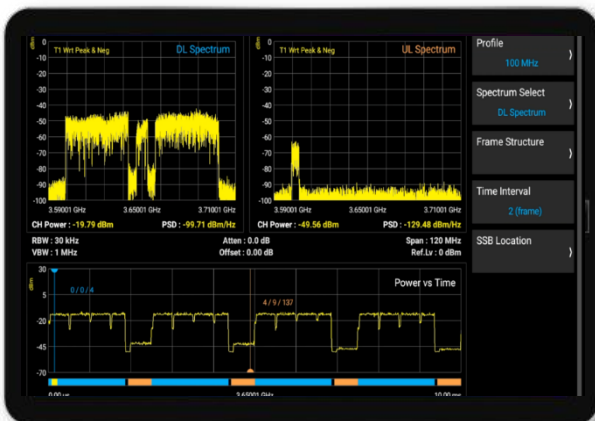 dBm
0
-10
-20
-30
-40
-50
-60
-70
-80
-90
-100
T1 Wrt Peak & Neg
DL Spectrum
3.59001 GHz
3.65001 GHz
3.71001 GHz
CH Power : -19.79 dBm
PSD : -99.71 dBm/Hz
dBm
0
-10
-20
-30
-40
-50
-60
-70
-80
-90
-100
T1 Wrt Peak & Neg
UL Spectrum
3.59001 GHz
3.65001 GHz
3.71001 GHz
CH Power : -49.56 dBm
PSD : -129.48 dBm/Hz
RBW : 30 kHz
Atten : 0.0 dB
Span : 120 MHz
VBW : 1 MHz
Offset : 0.00 dB
Ref.Lv : 0 dBm
dBm
30
5
-20
-45
-70
0 / 0 / 4
4 / 9 / 137
Power vs Time
0.00 us
3.65001 GHz
10.00 ms
Profile
100 MHz
Spectrum Select
DL Spectrum
Frame Structure
Time Interval
2 (frame)
SSB Location